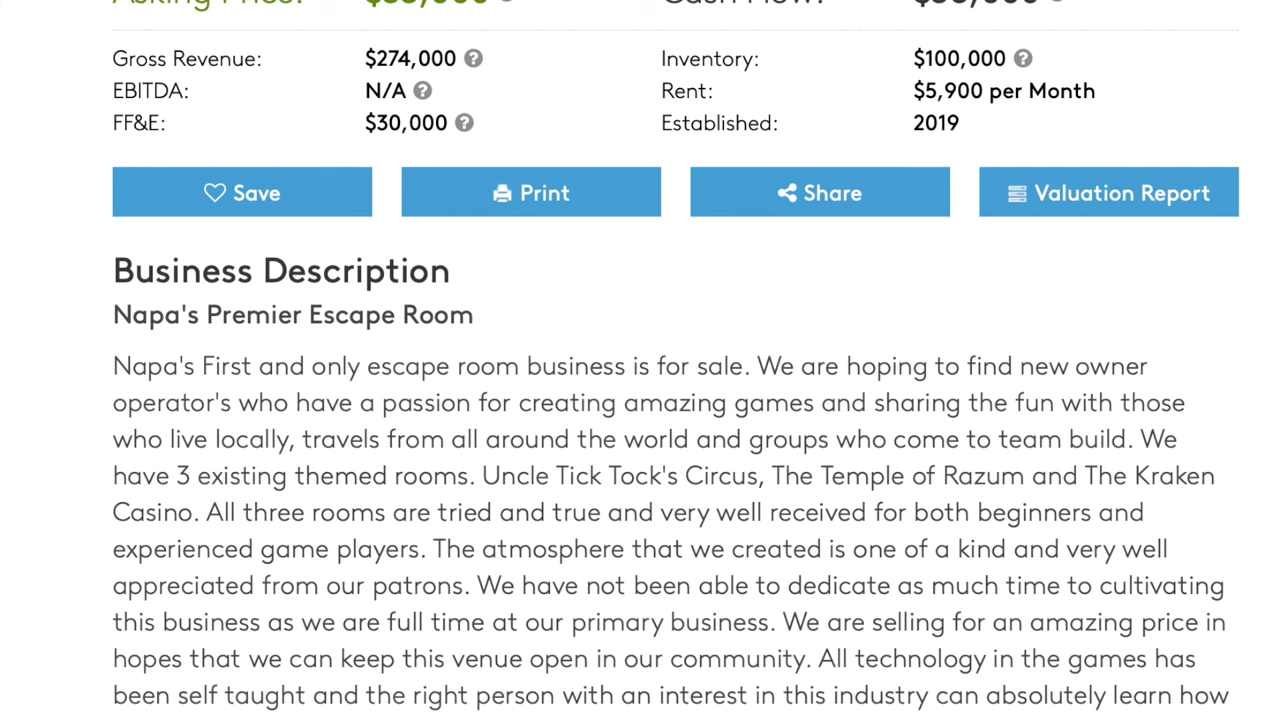 Asking Price:
Cash Flow:
Gross Revenue: $274,000 Inventory: $100,000
EBITDA: N/A Rent: $5,900 per Month
FF&E: $30,000 Established: 2019
Save Print Share Valuation Report
Business Description
Napa's Premier Escape Room
Napa's First and only escape room business is for sale. We are hoping to find new owner
operator's who have a passion for creating amazing games and sharing the fun with those
who live locally, travels from all around the world and groups who come to team build. We
have 3 existing themed rooms. Uncle Tick Tock's Circus, The Temple of Razum and The Kraken
Casino. All three rooms are tried and true and very well received for both beginners and
experienced game players. The atmosphere that we created is one of a kind and very well
appreciated from our patrons. We have not been able to dedicate as much time to cultivating
this business as we are full time at our primary business. We are selling for an amazing price in
hopes that we can keep this venue open in our community. All technology in the games has
been self taught and the right person with an interest in this industry can absolutely learn how